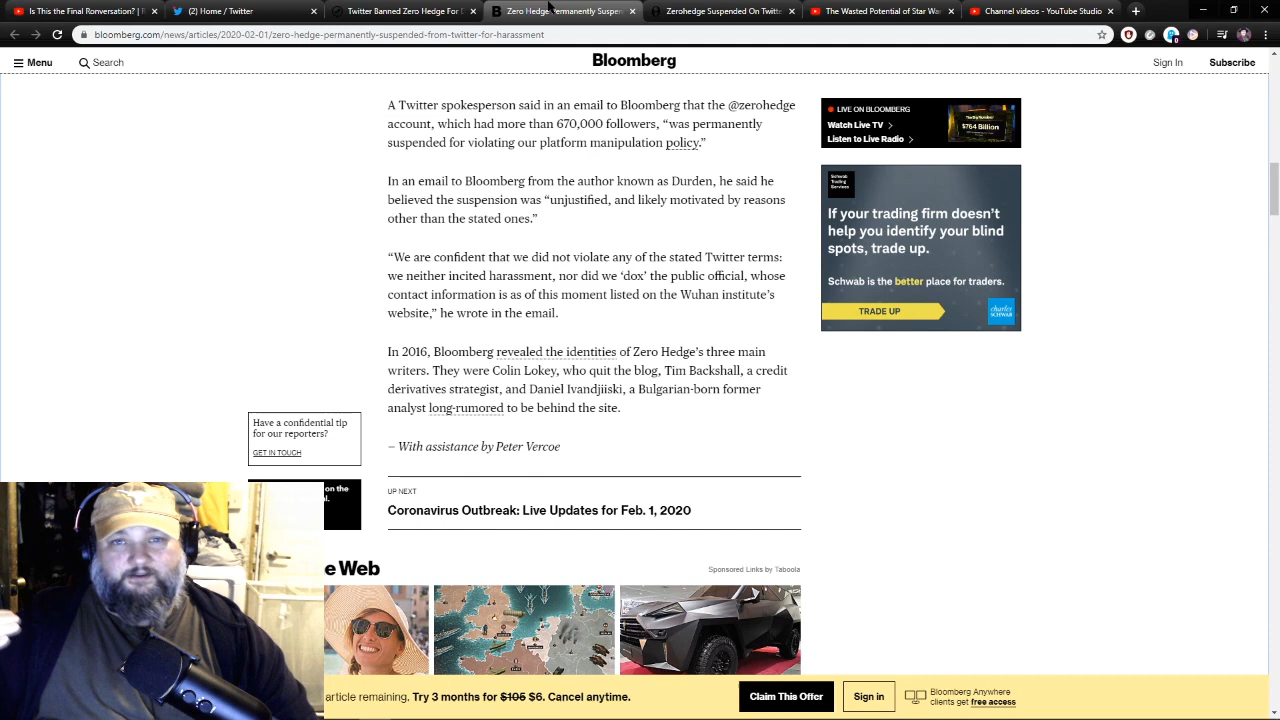 Is This the Final Conversation? |
(2) Home / Twitter
Twitter Banned Zero Hedge
Zero Hedge Permanently Suspen
Zerohedge Is Suspended On Twitt
The Potential Of Star Wa
YouTube Studio
bloomberg.com/news/articles/2020-02-01/zero-hedge-permanently-suspended-from-twitter-for-harassment
Menu
Search
Bloomberg
Sign In
Subscribe
A Twitter spokesperson said in an email to Bloomberg that the @zerohedge
account, which had more than 670,000 followers, “was permanently
suspended for violating our platform manipulation policy.”
In an email to Bloomberg from the author known as Durden, he said he
believed the suspension was “unjustified, and likely motivated by reasons
other than the stated ones.”
“We are confident that we did not violate any of the stated Twitter terms:
we neither incited harassment, nor did we ‘dox’ the public official, whose
contact information is as of this moment listed on the Wuhan institute’s
website,” he wrote in the email.
In 2016, Bloomberg revealed the identities of Zero Hedge’s three main
writers. They were Colin Lokey, who quit the blog, Tim Backshall, a credit
derivatives strategist, and Daniel Ivandjiiski, a Bulgarian-born former
analyst long-rumored to be behind the site.
– With assistance by Peter Vercoe
UP NEXT
Coronavirus Outbreak: Live Updates for Feb. 1, 2020
Have a confidential tip
for our reporters?
GET IN TOUCH
on the
al.
e Web
Sponsored Links by Taboola
LIVE ON BLOOMBERG
Watch Live TV
Listen to Live Radio
$764 Billion
Schwab
Trading
Services
If your trading firm doesn’t
help you identify your blind
spots, trade up.
Schwab is the better place for traders.
TRADE UP
charles
SCHWAB
article remaining. Try 3 months for $105 $6. Cancel anytime.
Claim This Offer
Sign in
Bloomberg Anywhere
clients get free access